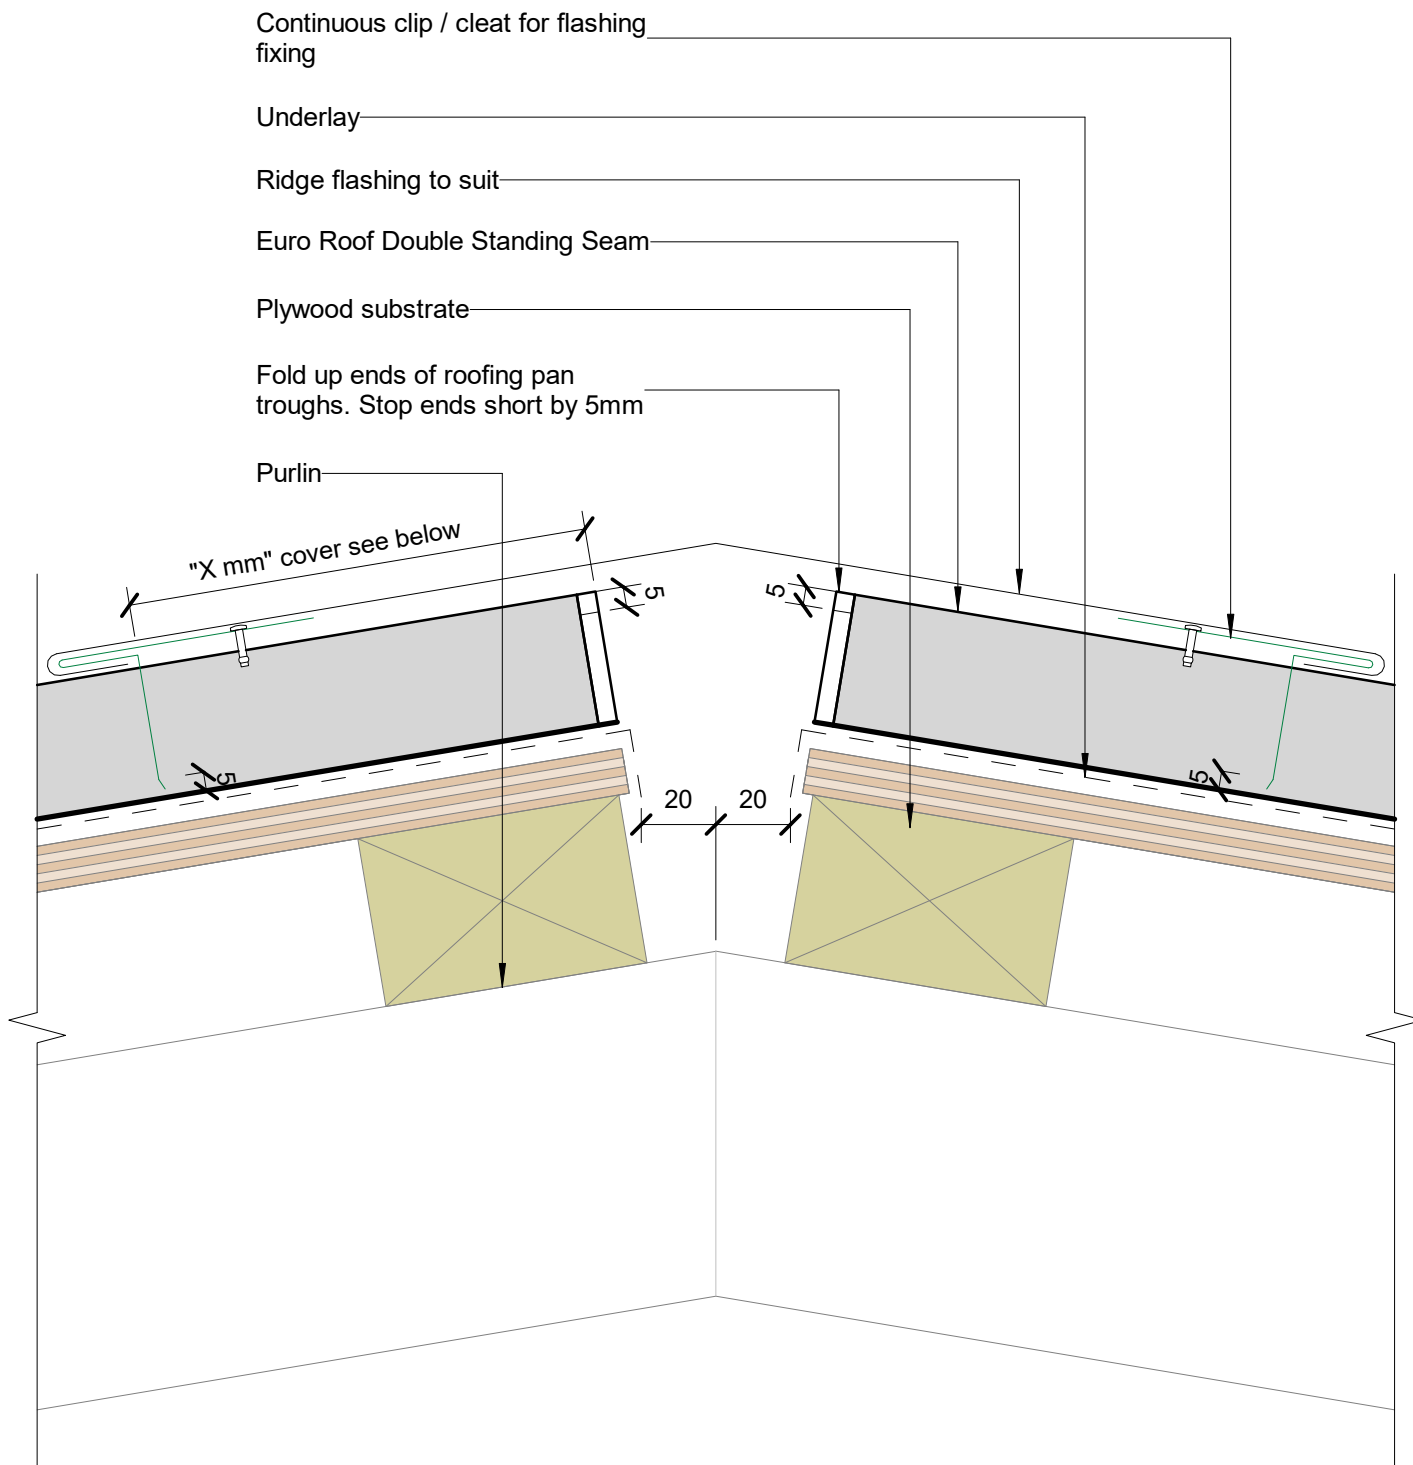 Continuous clip / cleat for flashing
fixing
Underlay
Ridge flashing to suit
Euro Roof Double Standing Seam
Plywood substrate
Fold up ends of roofing pan
troughs. Stop ends short by 5mm
Purlin
"X mm" cover see below
5
5
5
5
20
20